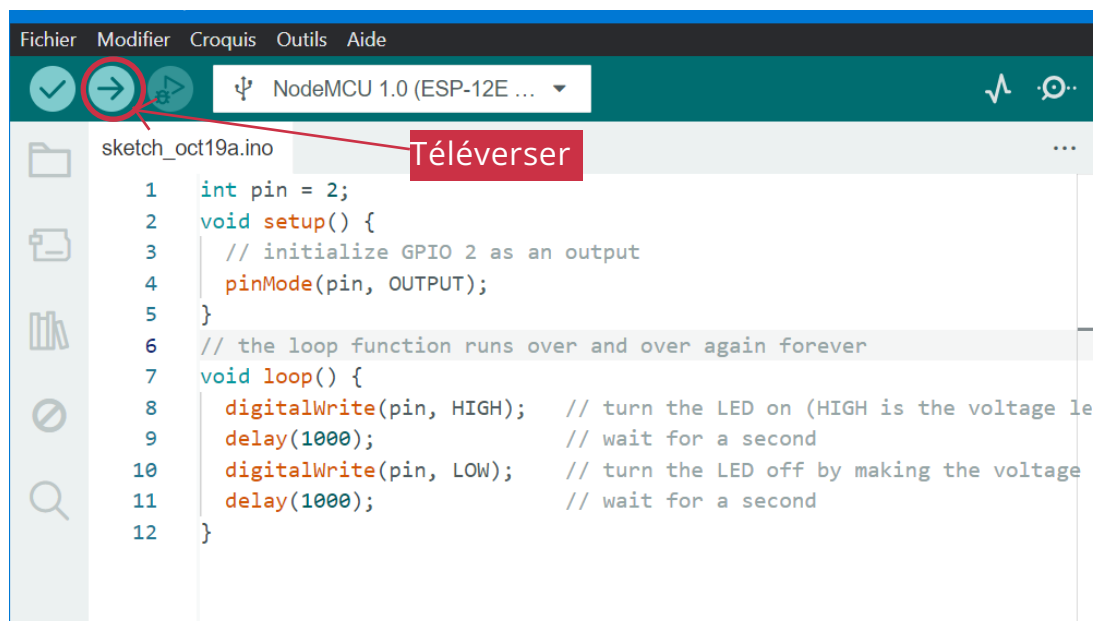 Fichier Modifier Croquis Outils Aide
NodeMCU 1.0 (ESP-12E ...
sketch_oct19a.ino
Téléverser
1 int pin = 2;
2 void setup() {
3 // initialize GPIO 2 as an output
4 pinMode(pin, OUTPUT);
5 }
6 // the loop function runs over and over again forever
7 void loop() {
8 digitalWrite(pin, HIGH); // turn the LED on (HIGH is the voltage le
9 delay(1000); // wait for a second
10 digitalWrite(pin, LOW); // turn the LED off by making the voltage
11 delay(1000); // wait for a second
12 }